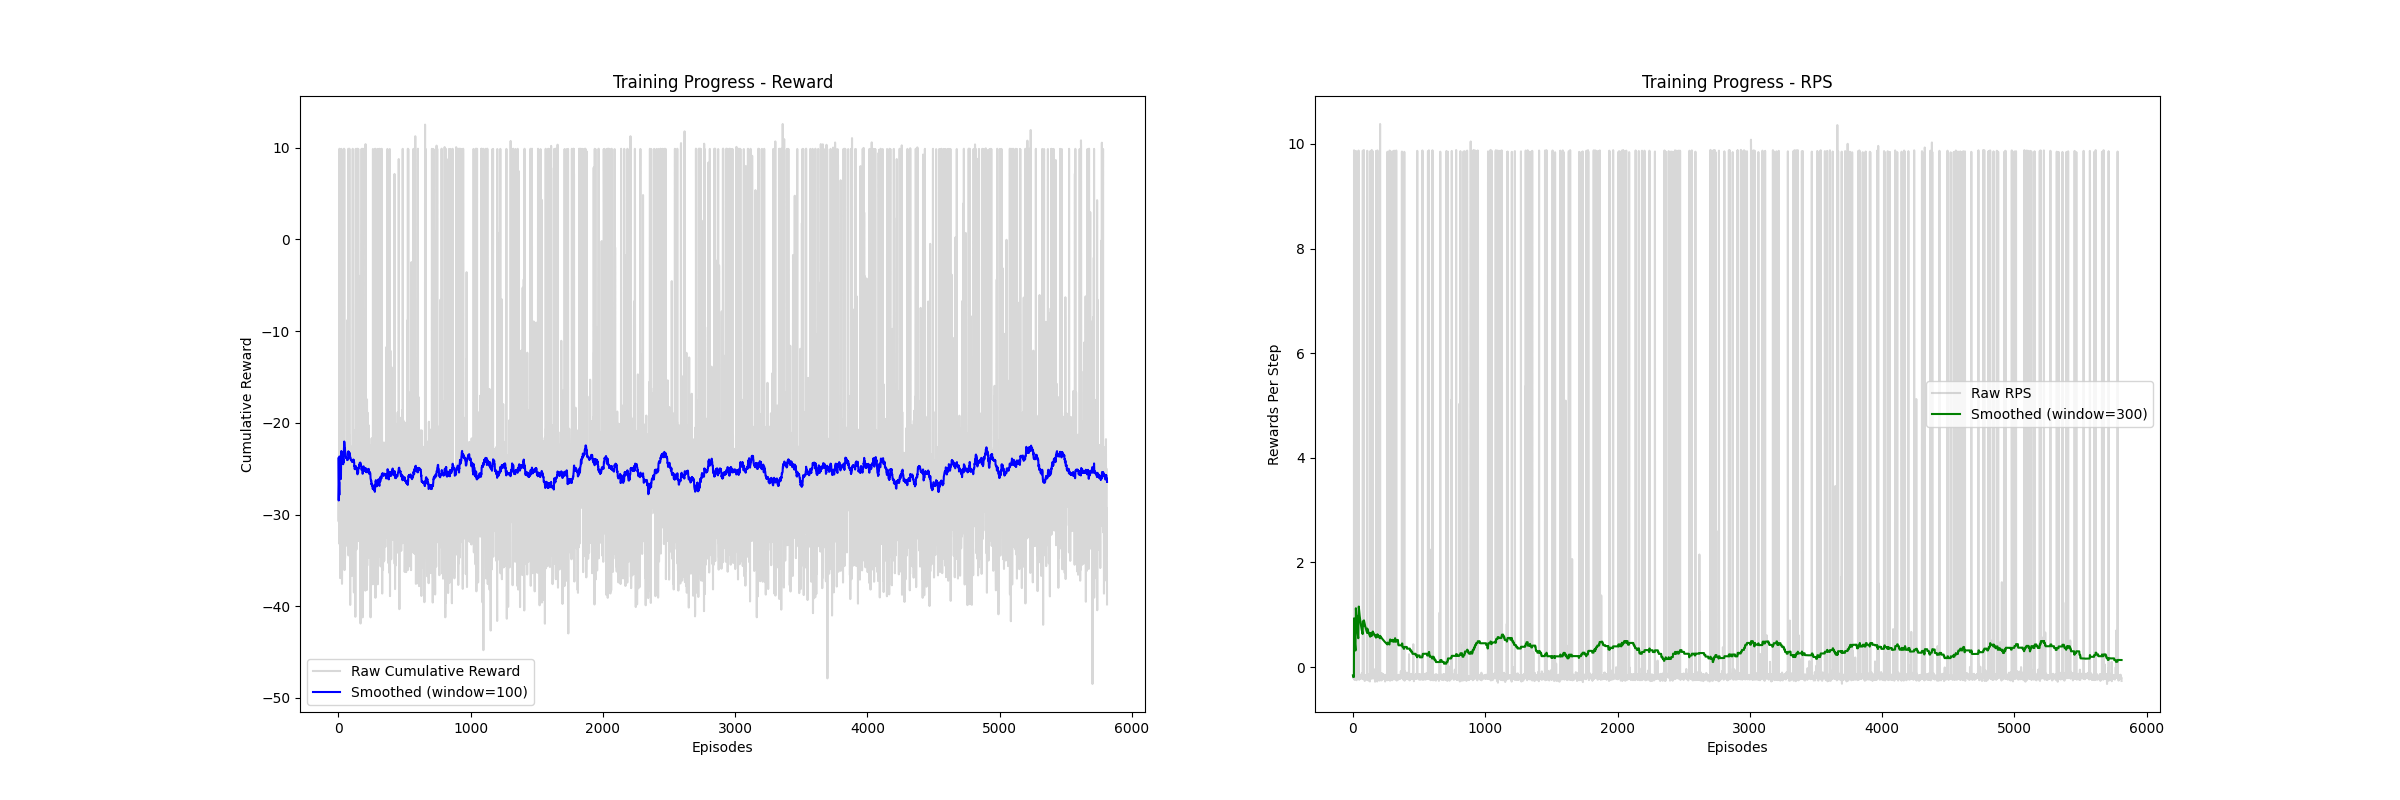 Training Progress - Reward
Cumulative Reward
10
0
−10
−20
−30
−40
−50
Raw Cumulative Reward
Smoothed (window=100)
0 1000 2000 3000 4000 5000 6000
Episodes
Training Progress - RPS
Rewards Per Step
10
8
6
4
2
0
Raw RPS
Smoothed (window=300)
0 1000 2000 3000 4000 5000 6000
Episodes